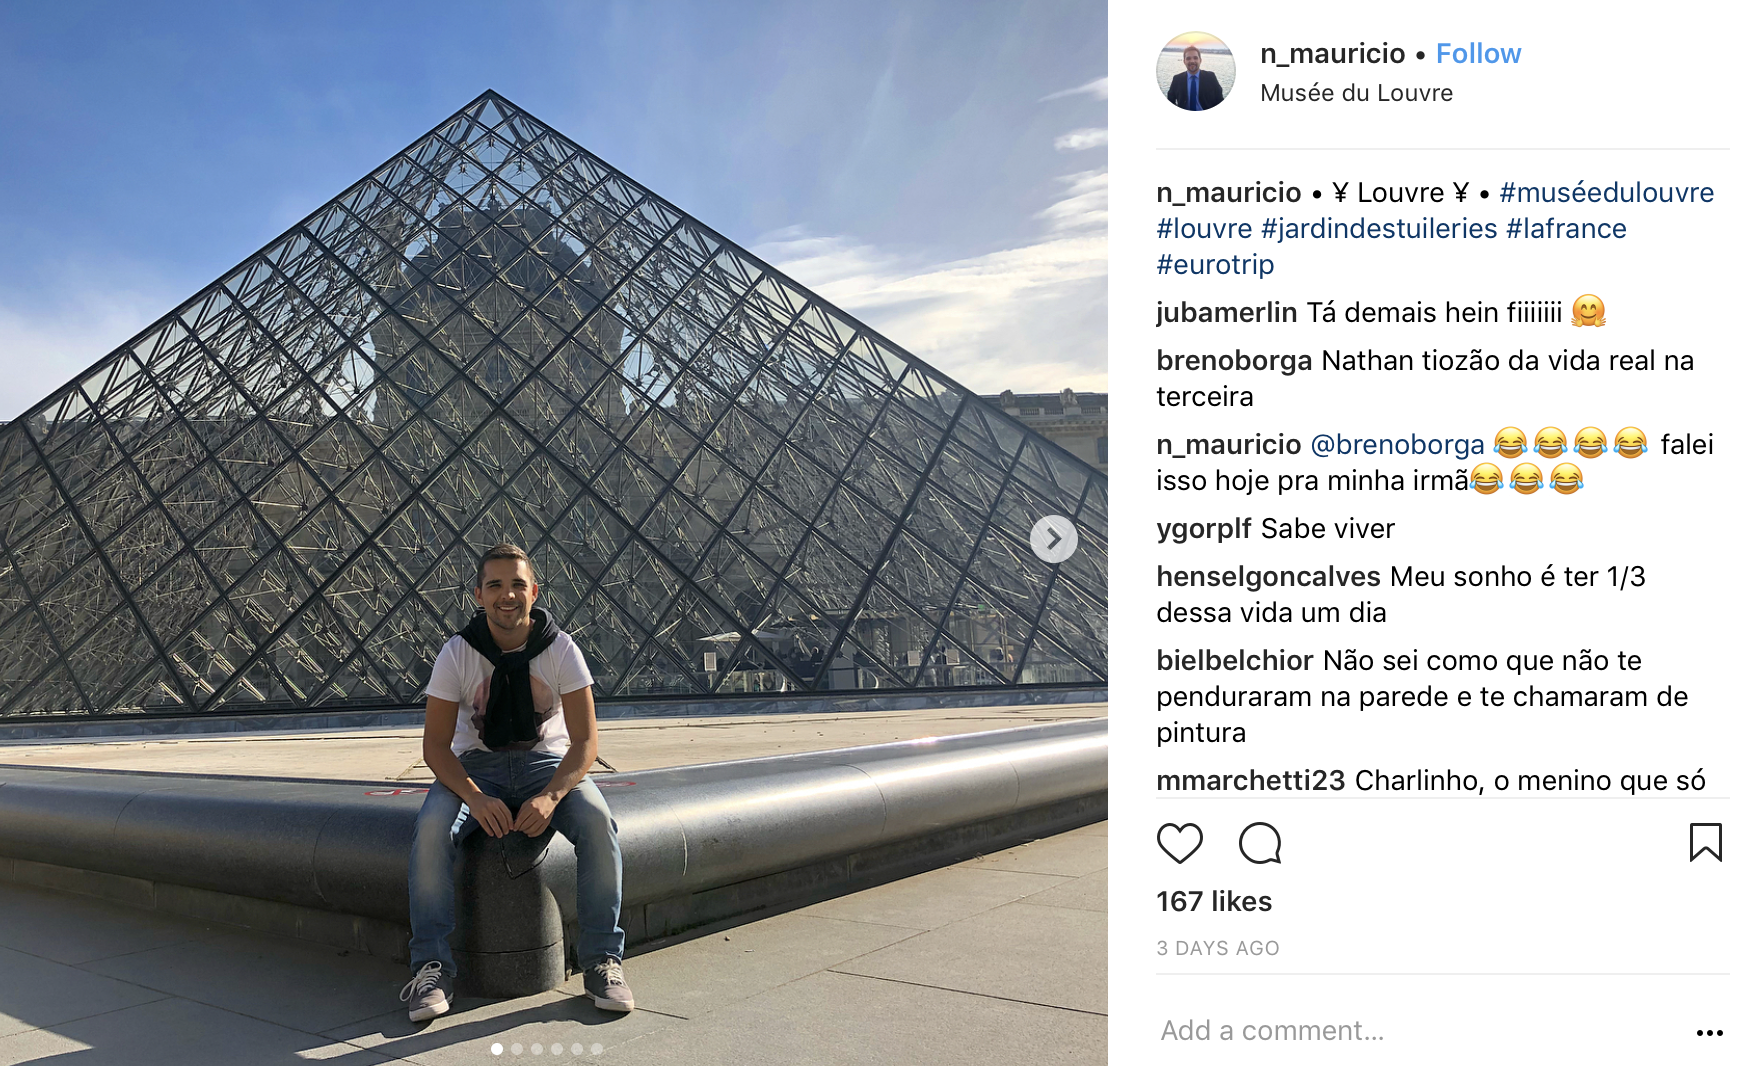 n_mauricio • Follow
Musée du Louvre
n_mauricio • ¥ Louvre ¥ • #muséedulouvre
#louvre #jardindestuileries #lafrance
#eurotrip
jubamerlin Tá demais hein fiiiiiii 🤗
brenoborga Nathan tiozão da vida real na
terceira
n_mauricio @brenoborga 😂😂😂😂 falei
isso hoje pra minha irmã😂😂😂
ygorplf Sabe viver
henselgoncalves Meu sonho é ter 1/3
dessa vida um dia
bielbelchior Não sei como que não te
penduraram na parede e te chamaram de
pintura
mmarchetti23 Charlinho, o menino que só
167 likes
3 DAYS AGO
Add a comment...